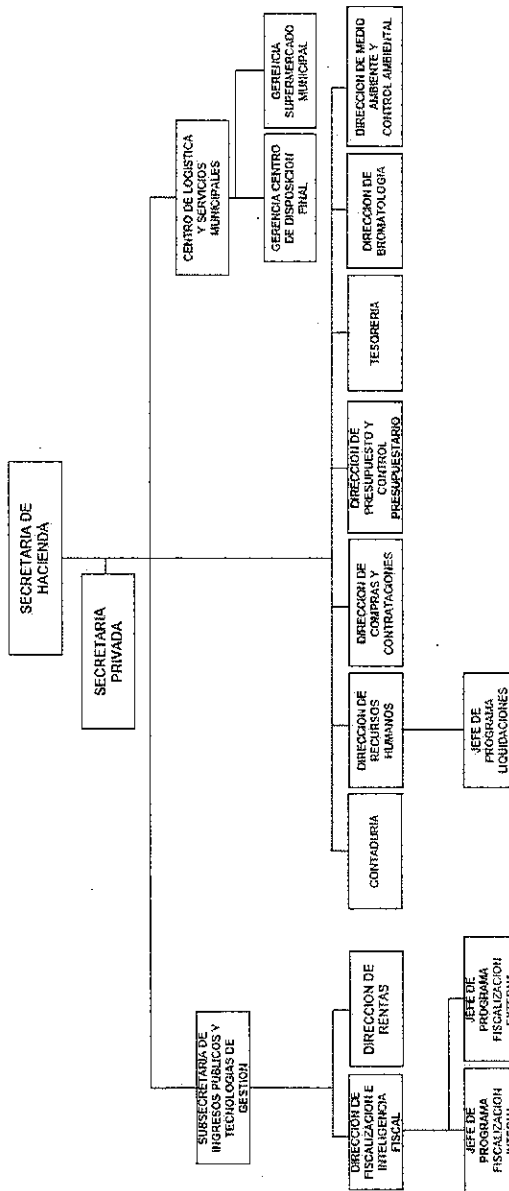 SECRETARIA DE
HACIENDA
SECRETARIA
PRIVADA
SUBSECRETARIA DE
INGRESOS PUBLICOS Y
TECNOLOGIAS DE
GESTION
CENTRO DE LOGISTICA
Y SERVICIOS
MUNICIPALES
GERENCIA CENTRO
DE DISPOSICION
FINAL
GERENCIA
SUPERMERCADO
MUNICIPAL
DIRECCION DE
FISCALIZACION E
INTELIGENCIA
FISCAL
DIRECCION DE
RENTAS
CONTADURIA
DIRECCION DE
RECURSOS
HUMANOS
DIRECCION DE
COMPRAS Y
CONTRATACIONES
DIRECCION DE
PRESUPUESTO Y
CONTROL
PRESUPUESTARIO
TESORERIA
DIRECCION DE
BROMATOLOGIA
DIRECCION DE MEDIO
AMBIENTE Y
CONTROL AMBIENTAL
JEFE DE
PROGRAMA
FISCALIZACION
JEFE DE
PROGRAMA
FISCALIZACION
JEFE DE
PROGRAMA
LIQUIDACIONES